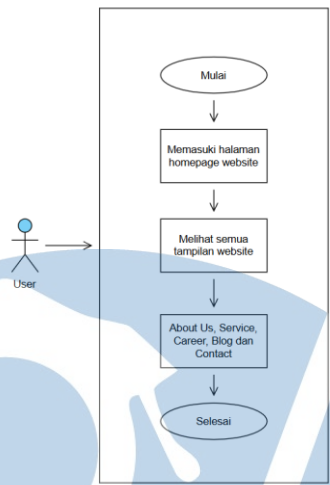 Mulai
Memasuki halaman
homepage website
Melihat semua
tampilan website
User
About Us, Service,
Career, Blog dan
Contact
Selesai